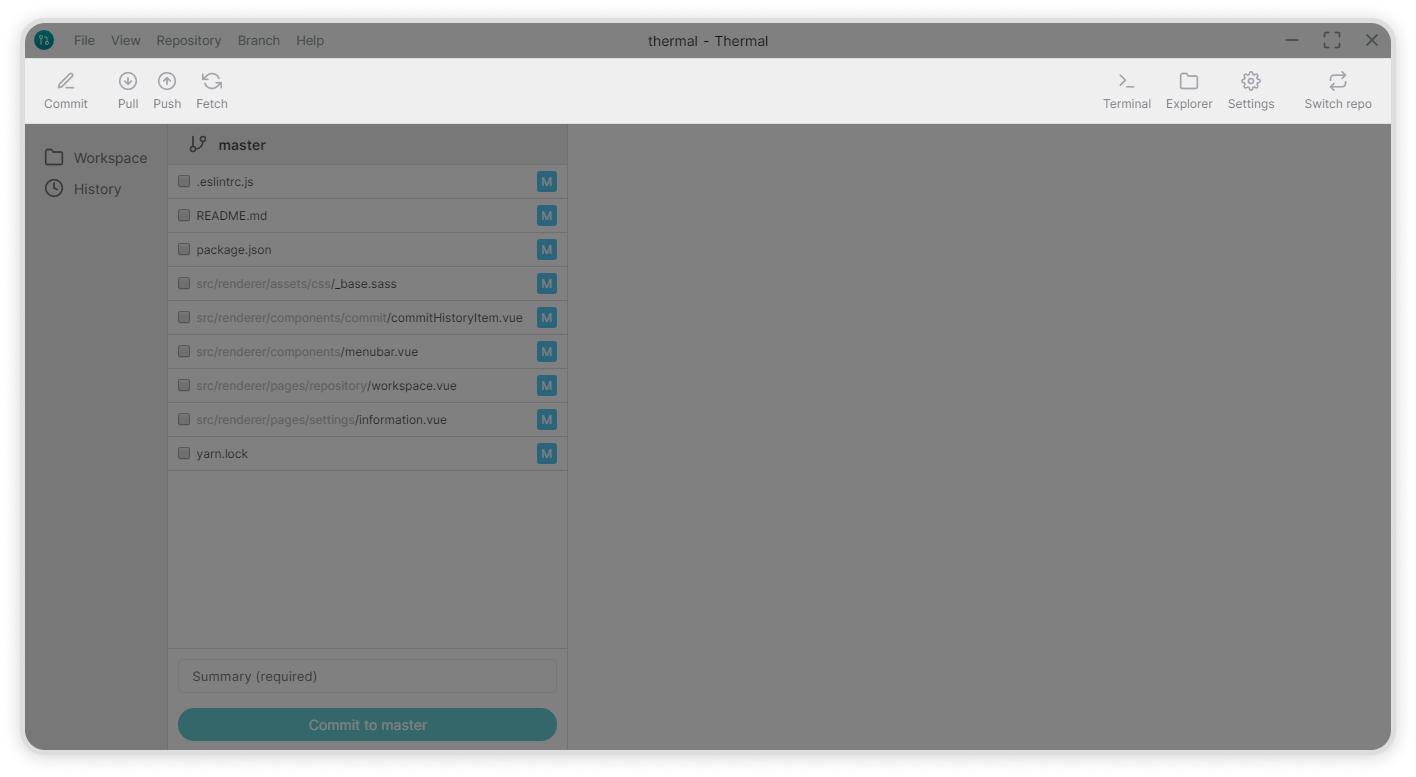 File View Repository Branch Help thermal - Thermal
Commit Pull Push Fetch Terminal Explorer Settings Switch repo
Workspace
History
master
.eslintrc.js M
README.md M
package.json M
src/renderer/assets/css/_base.sass M
src/renderer/components/commit/commitHistoryItem.vue M
src/renderer/components/menubar.vue M
src/renderer/pages/repository/workspace.vue M
src/renderer/pages/settings/information.vue M
yarn.lock M
Summary (required)
Commit to master